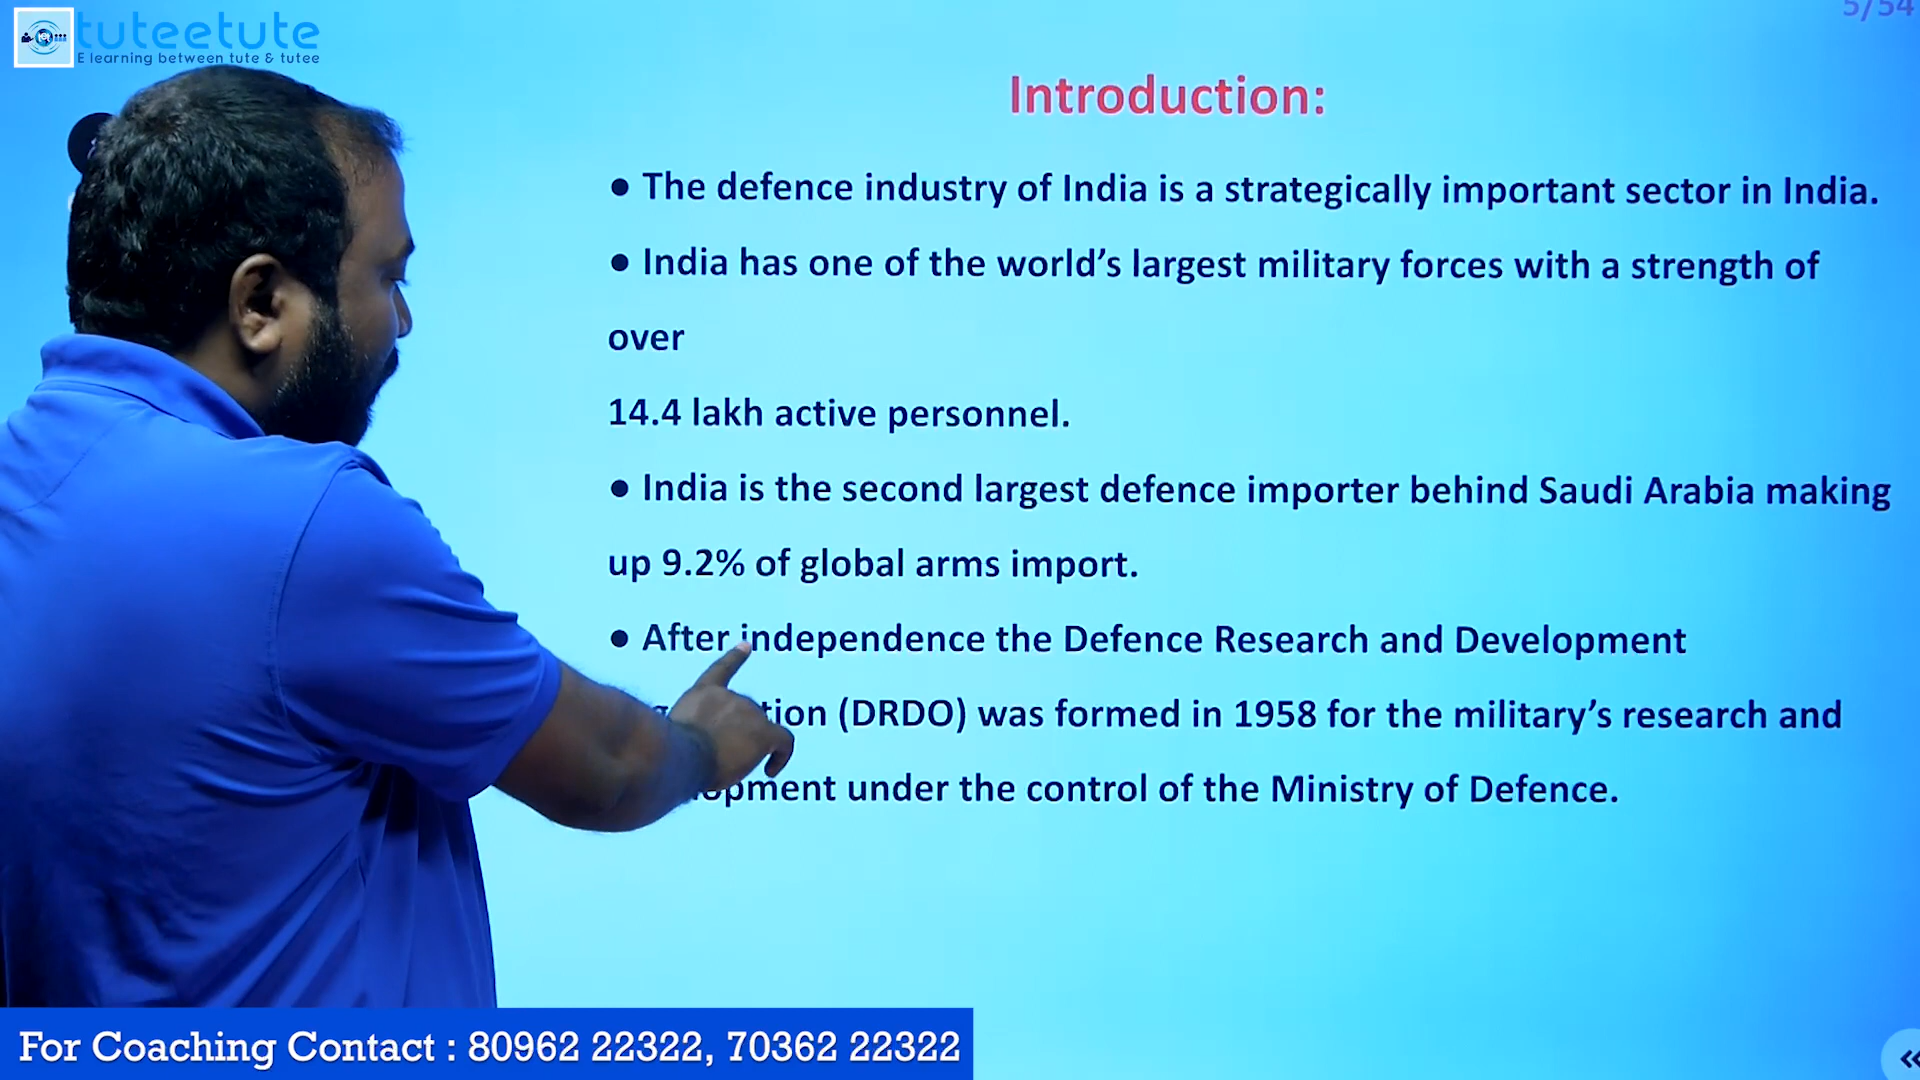 5/54
tuteetute
E learning between tute & tutee
Introduction:
● The defence industry of India is a strategically important sector in India.
● India has one of the world’s largest military forces with a strength of
over
14.4 lakh active personnel.
● India is the second largest defence importer behind Saudi Arabia making
up 9.2% of global arms import.
● After independence the Defence Research and Development
(DRDO) was formed in 1958 for the military’s research and
under the control of the Ministry of Defence.
For Coaching Contact : 80962 22322, 70362 22322